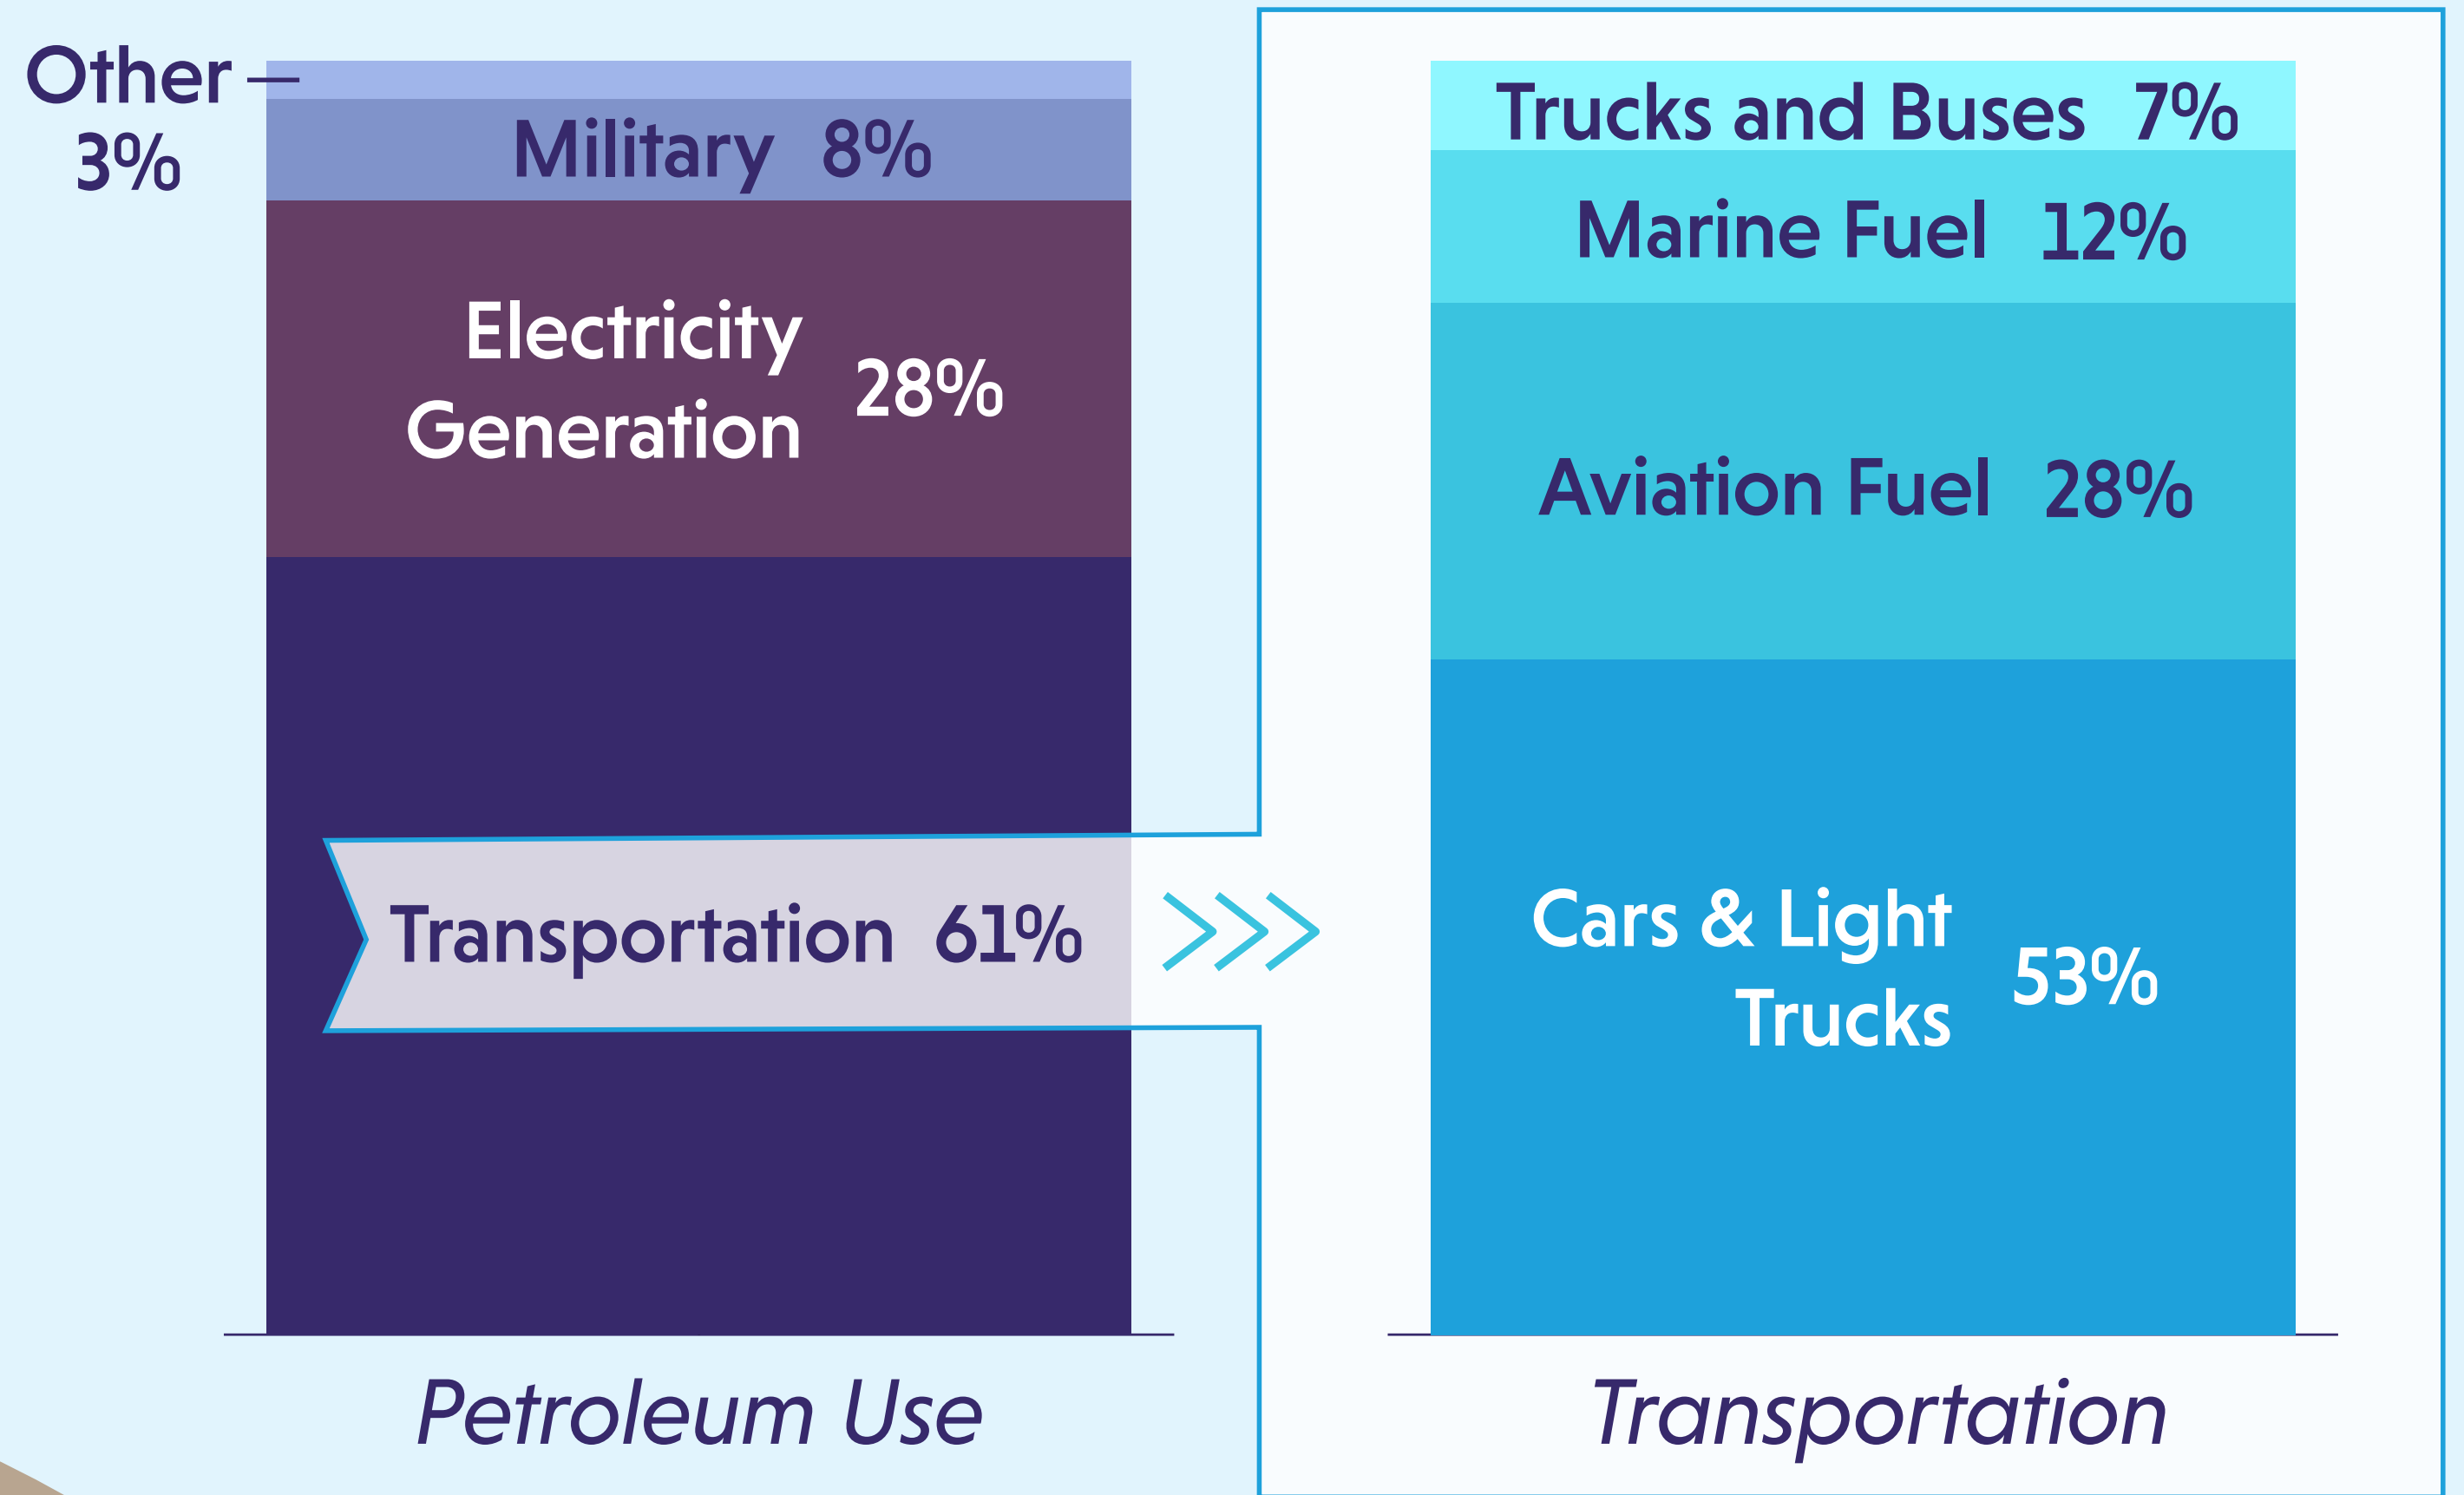 Other
3%
Military 8%
Electricity
Generation
28%
Transportation 61%
Petroleum Use
Trucks and Buses 7%
Marine Fuel 12%
Aviation Fuel 28%
Cars & Light
Trucks
53%
Transportation